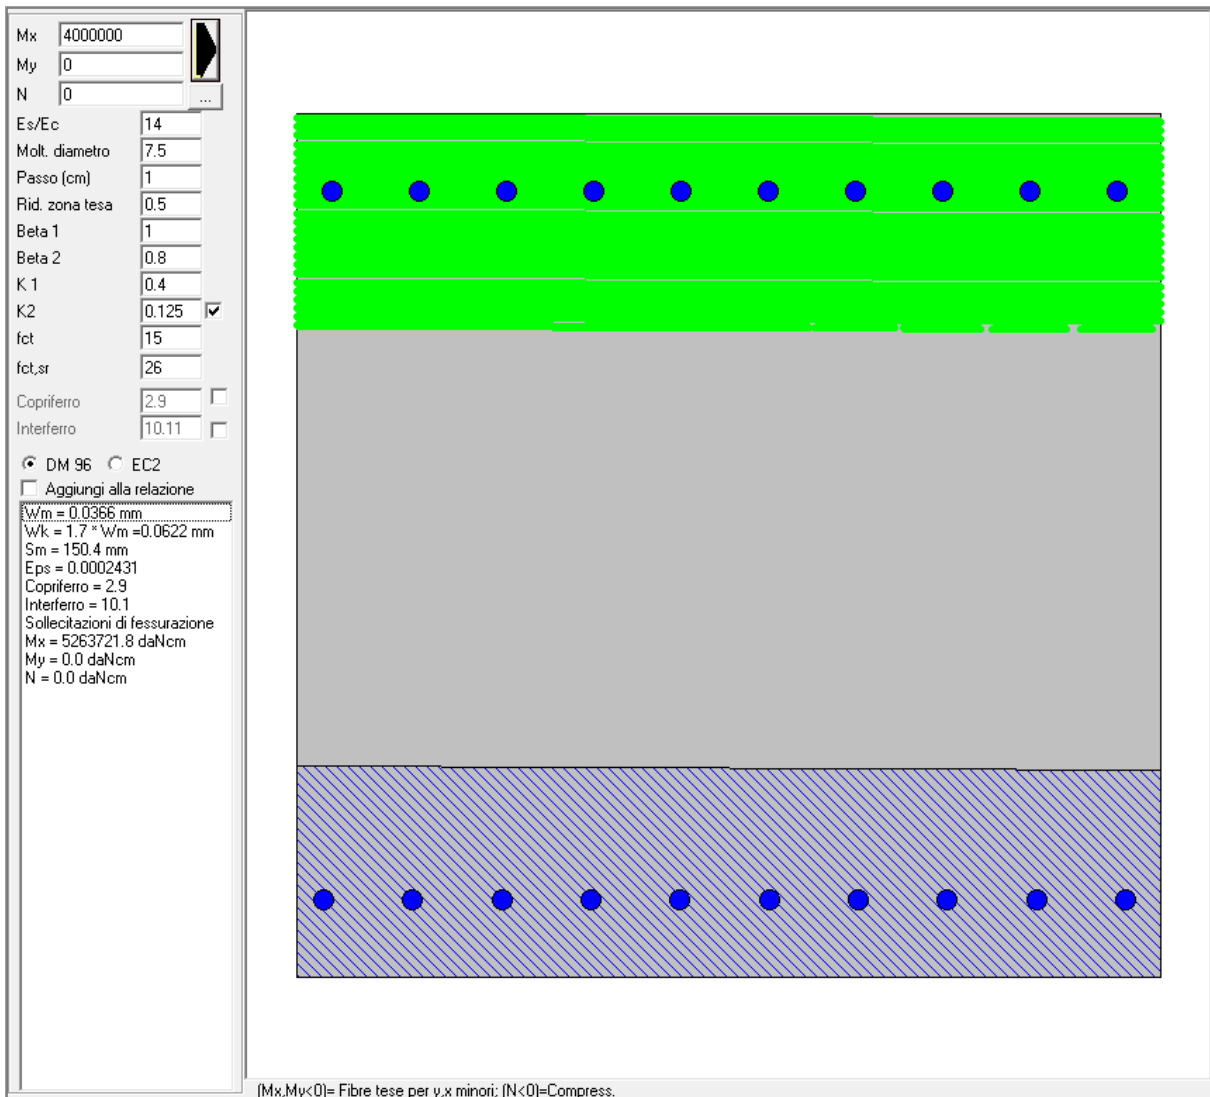 Mx 4000000
My 0
N 0 ...
Es/Ec 14
Molt. diametro 7.5
Passo (cm) 1
Rid. zona tesa 0.5
Beta 1 1
Beta 2 0.8
K 1 0.4
K2 0.125
fct 15
fct,sr 26
Copriferro 2.9
Interferro 10.11
DM 96 EC2
Aggiungi alla relazione
Wm = 0.0366 mm
Wk = 1.7 * Wm =0.0622 mm
Sm = 150.4 mm
Eps = 0.0002431
Copriferro = 2.9
Interferro = 10.1
Sollecitazioni di fessurazione
Mx = 5263721.8 daNcm
My = 0.0 daNcm
N = 0.0 daNcm
(Mx,My<0)= Fibre tese per y,x minori; (N<0)=Compress.